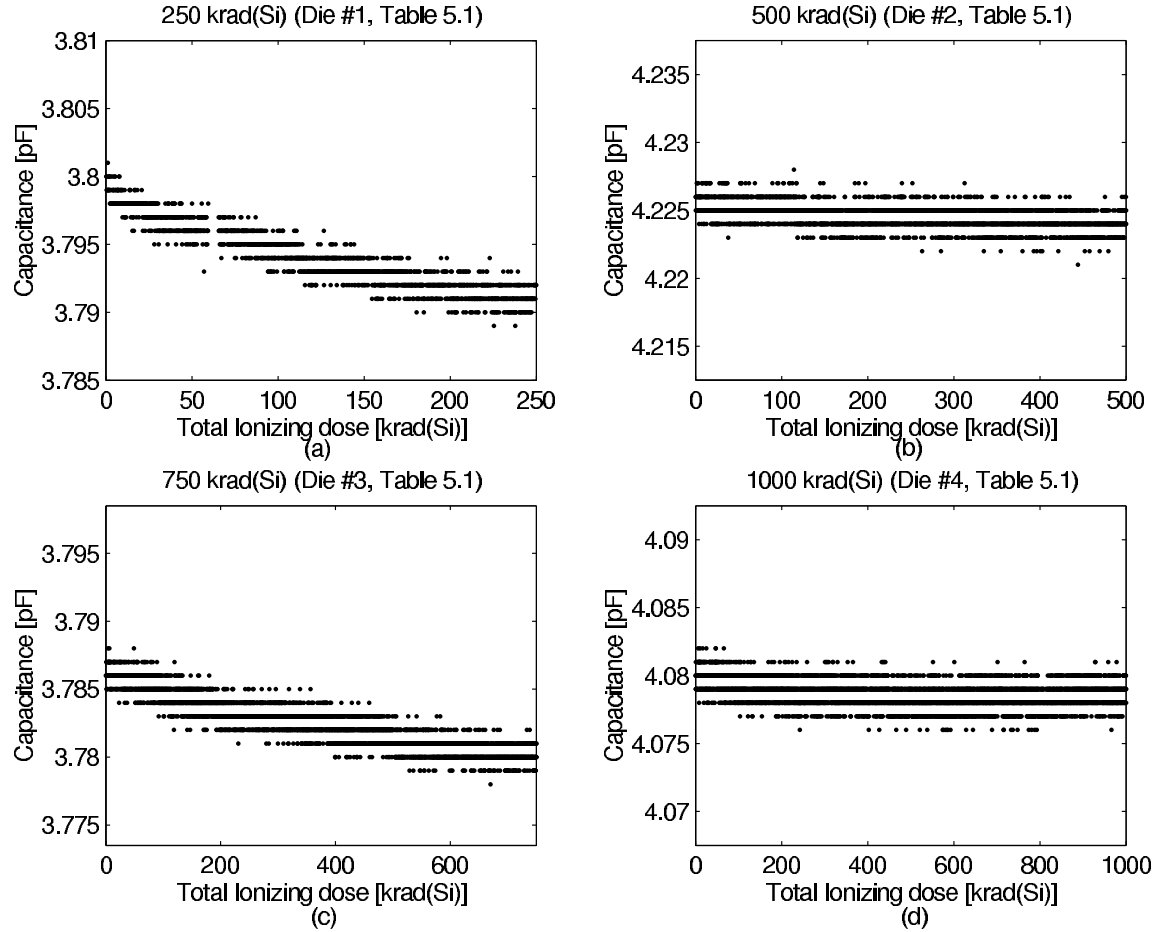 250 krad(Si) (Die #1, Table 5.1)
3.81
3.805
3.8
3.795
3.79
3.785
Capacitance [pF]
0 50 100 150 200 250
Total Ionizing dose [krad(Si)]
(a)
500 krad(Si) (Die #2, Table 5.1)
4.235
4.23
4.225
4.22
4.215
Capacitance [pF]
0 100 200 300 400 500
Total Ionizing dose [krad(Si)]
(b)
750 krad(Si) (Die #3, Table 5.1)
3.795
3.79
3.785
3.78
3.775
Capacitance [pF]
0 200 400 600
Total Ionizing dose [krad(Si)]
(c)
1000 krad(Si) (Die #4, Table 5.1)
4.09
4.085
4.08
4.075
4.07
Capacitance [pF]
0 200 400 600 800 1000
Total Ionizing dose [krad(Si)]
(d)